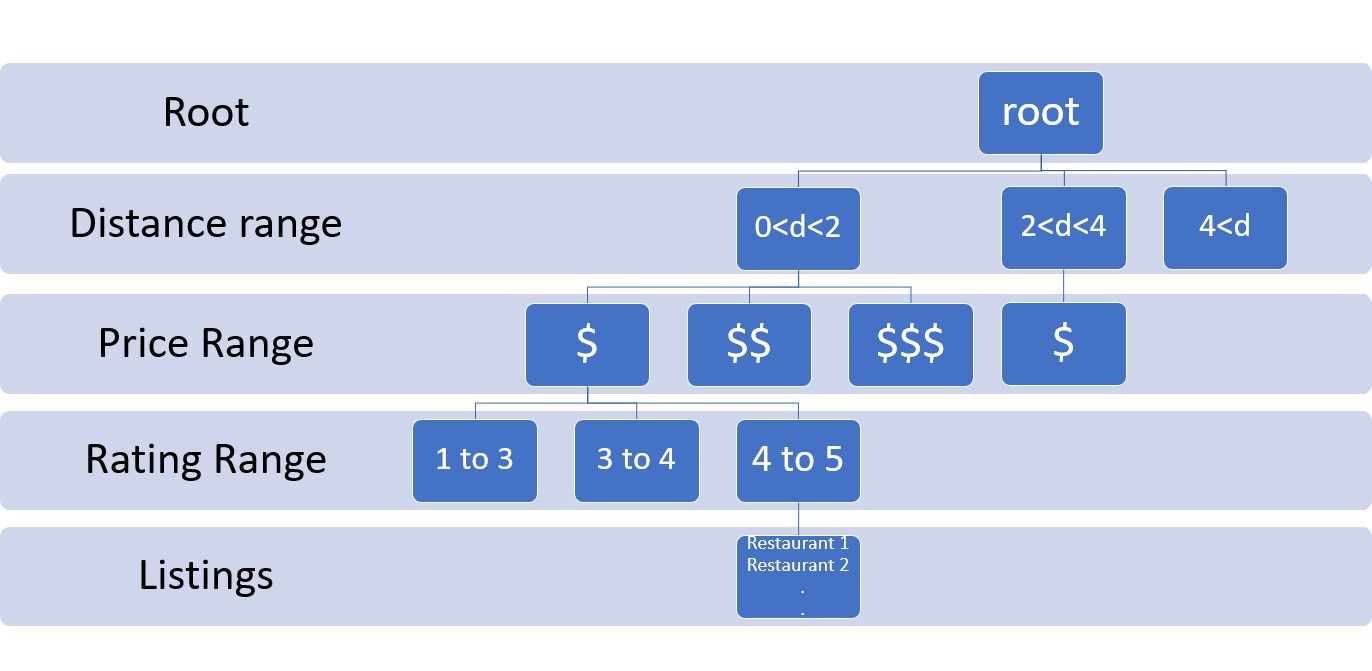 Root
root
Distance range
0<d<2
2<d<4
4<d
Price Range
$
$$
$$$
$
Rating Range
1 to 3
3 to 4
4 to 5
Listings
Restaurant 1
Restaurant 2
.
.